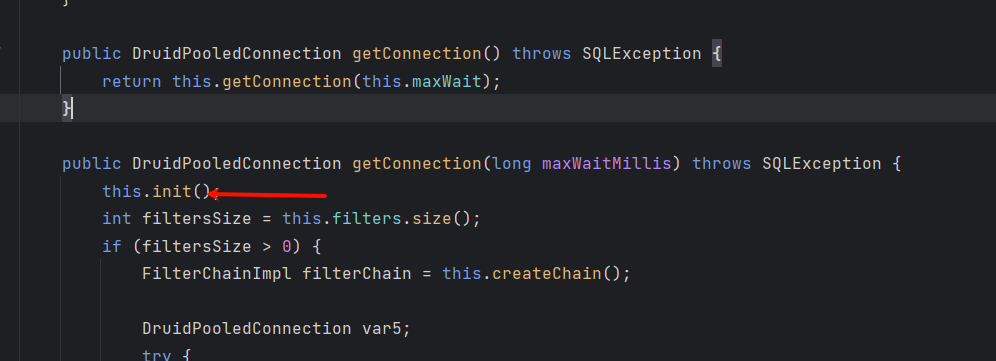 }
public DruidPooledConnection getConnection() throws SQLException {
return this.getConnection(this.maxWait);
}
public DruidPooledConnection getConnection(long maxWaitMillis) throws SQLException {
this.init();
int filtersSize = this.filters.size();
if (filtersSize > 0) {
FilterChainImpl filterChain = this.createChain();
DruidPooledConnection var5;
try {